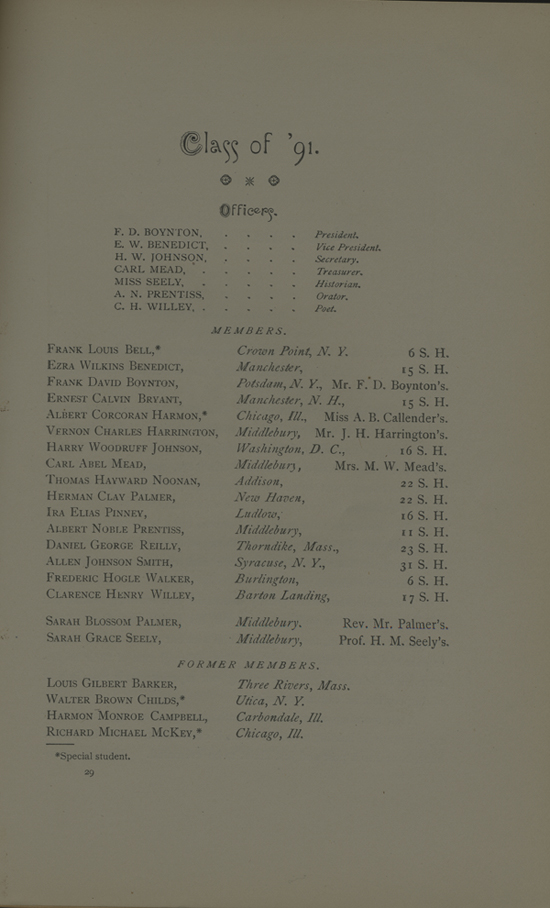 Class of '91.
Officers.
F. D. BOYNTON, . . . . President.
E. W. BENEDICT, . . . . Vice President.
H. W. JOHNSON, . . . . Secretary.
CARL MEAD, . . . . . Treasurer.
MISS SEELY, . . . . . Historian.
A. N. PRENTISS, . . . . Orator.
C. H. WILLEY, . . . . . Poet.
MEMBERS.
FRANK LOUIS BELL,* Crown Point, N. Y. 6 S. H.
EZRA WILKINS BENEDICT, Manchester, 15 S. H.
FRANK DAVID BOYNTON, Potsdam, N. Y., Mr. F. D. Boynton's.
ERNEST CALVIN BRYANT, Manchester, N. H., 15 S. H.
ALBERT CORCORAN HARMON,* Chicago, Ill., Miss A. B. Callender's.
VERNON CHARLES HARRINGTON, Middlebury, Mr. J. H. Harrington's.
HARRY WOODRUFF JOHNSON, Washington, D. C., 16 S. H.
CARL ABEL MEAD, Middlebury, Mrs. M. W. Mead's.
THOMAS HAYWARD NOONAN, Addison, 22 S. H.
HERMAN CLAY PALMER, New Haven, 22 S. H.
IRA ELIAS PINNEY, Ludlow, 16 S. H.
ALBERT NOBLE PRENTISS, Middlebury, 11 S. H.
DANIEL GEORGE REILLY, Thorndike, Mass., 23 S. H.
ALLEN JOHNSON SMITH, Syracuse, N. Y., 31 S. H.
FREDERIC HOGLE WALKER, Burlington, 6 S. H.
CLARENCE HENRY WILLEY, Barton Landing, 17 S. H.
SARAH BLOSSOM PALMER, Middlebury. Rev. Mr. Palmer's.
SARAH GRACE SEELY, Middlebury, Prof. H. M. Seely's.
FORMER MEMBERS.
LOUIS GILBERT BARKER, Three Rivers, Mass.
WALTER BROWN CHILDS,* Utica, N. Y.
HARMON MONROE CAMPBELL, Carbondale, Ill.
RICHARD MICHAEL MCKEY,* Chicago, Ill.
*Special student.
29